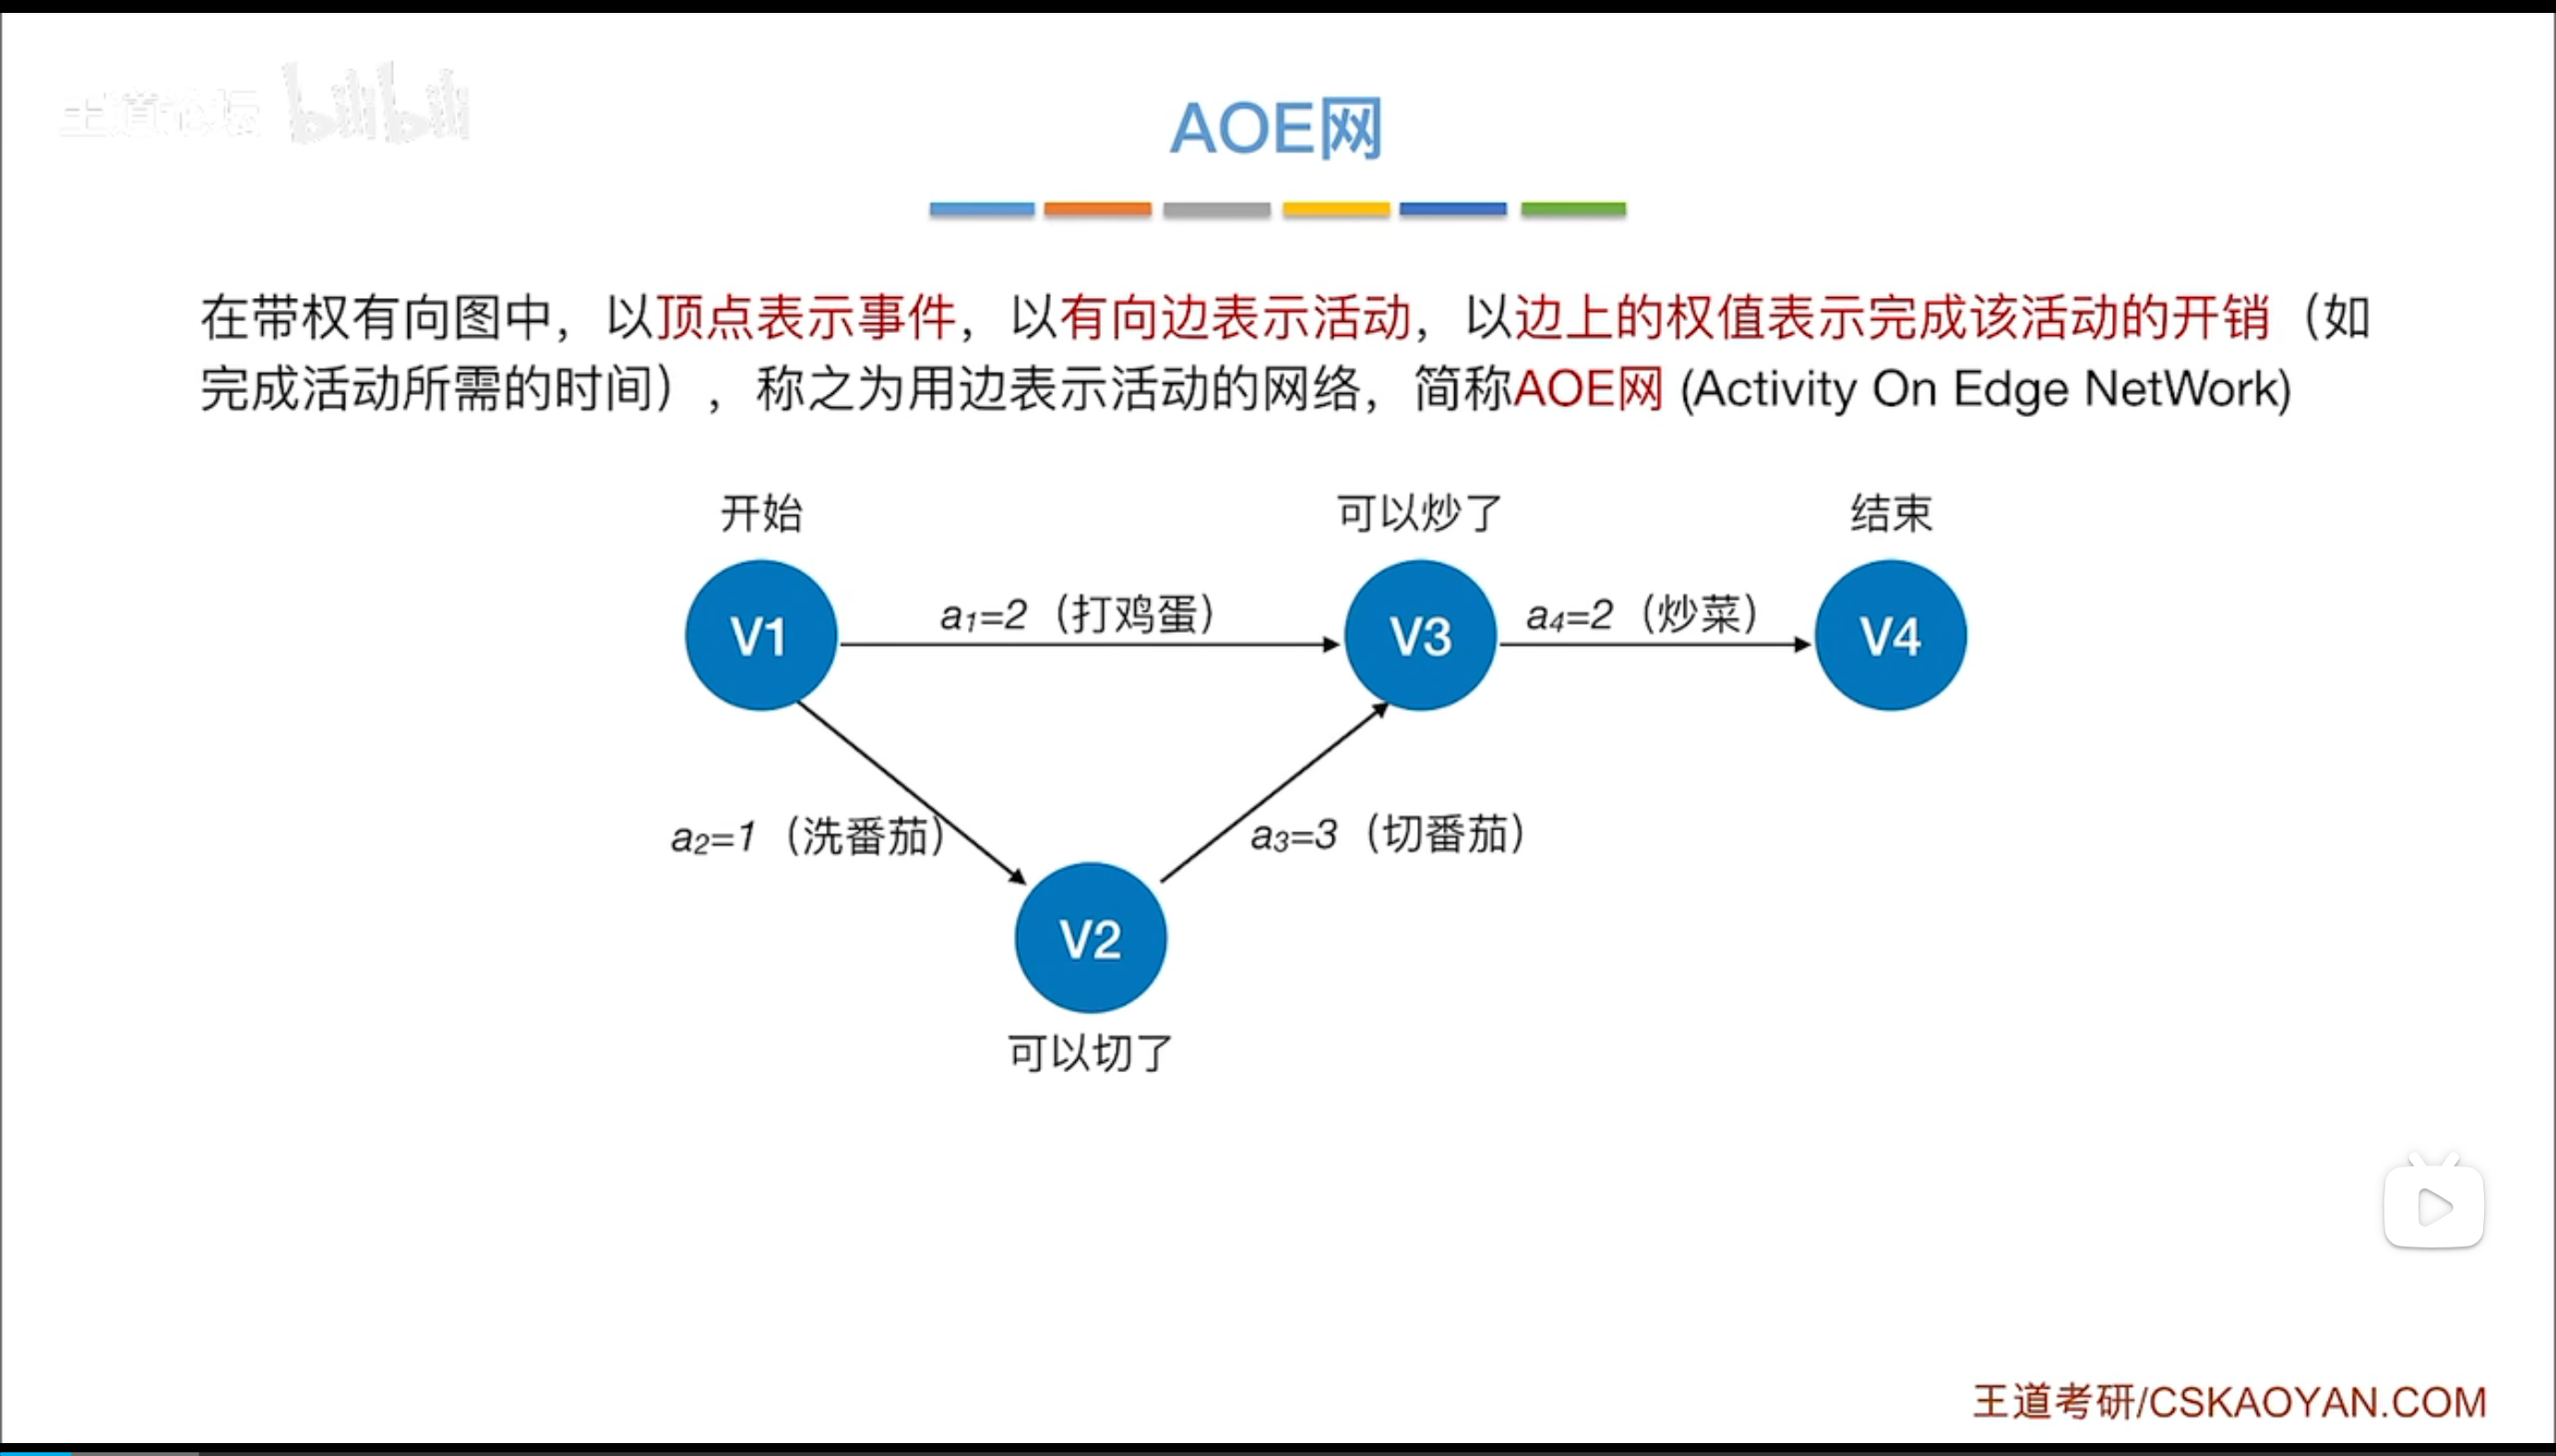 王道论坛 bilibili
AOE网
在带权有向图中，以顶点表示事件，以有向边表示活动，以边上的权值表示完成该活动的开销（如
完成活动所需的时间），称之为用边表示活动的网络，简称AOE网 (Activity On Edge NetWork)
开始
可以炒了
结束
V1
a₁=2（打鸡蛋）
V3
a₄=2（炒菜）
V4
a₂=1（洗番茄）
a₃=3（切番茄）
V2
可以切了
王道考研/CSKAOYAN.COM